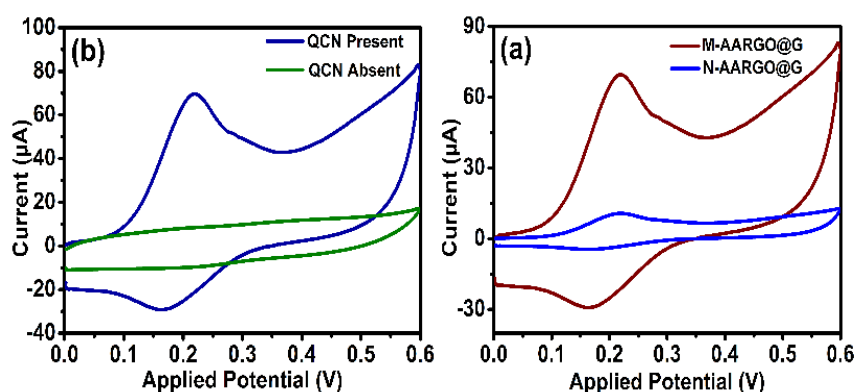 (b)
QCN Present
QCN Absent
Current (µA)
100
80
60
40
20
0
-20
-40
0.0 0.1 0.2 0.3 0.4 0.5 0.6
Applied Potential (V)
(a)
M-AARGO@G
N-AARGO@G
Current (µA)
90
60
30
0
-30
0.0 0.1 0.2 0.3 0.4 0.5 0.6
Applied Potential (V)